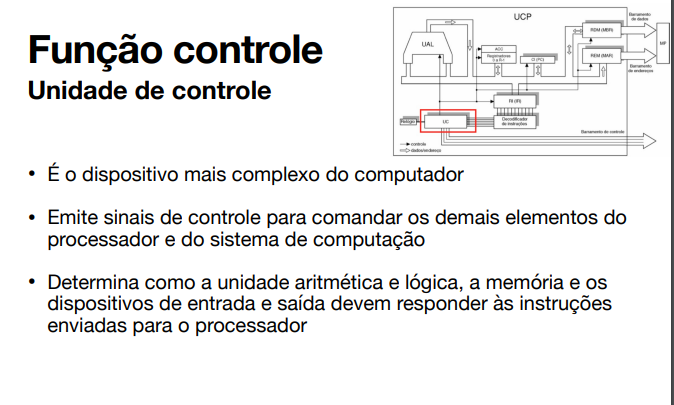 Função controle
Unidade de controle
UCP
Barramento
de dados
UAL
ACC
Registradores
CI (PC)
REM (MAR)
MP
Barramento
de endereços
RI (IR)
Relógio
UC
Decodificador
de instruções
Barramento de controle
controle
dados/endereço
• É o dispositivo mais complexo do computador
• Emite sinais de controle para comandar os demais elementos do
processador e do sistema de computação
• Determina como a unidade aritmética e lógica, a memória e os
dispositivos de entrada e saída devem responder às instruções
enviadas para o processador